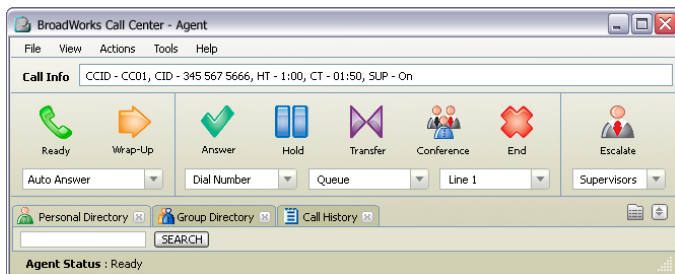 BroadWorks Call Center - Agent
File View Actions Tools Help
Call Info CCID - CC01, CID - 345 567 5666, HT - 1:00, CT - 01:50, SUP - On
Ready Wrap-Up Answer Hold Transfer Conference End Escalate
Auto Answer Dial Number Queue Line 1 Supervisors
Personal Directory Group Directory Call History
SEARCH
Agent Status : Ready